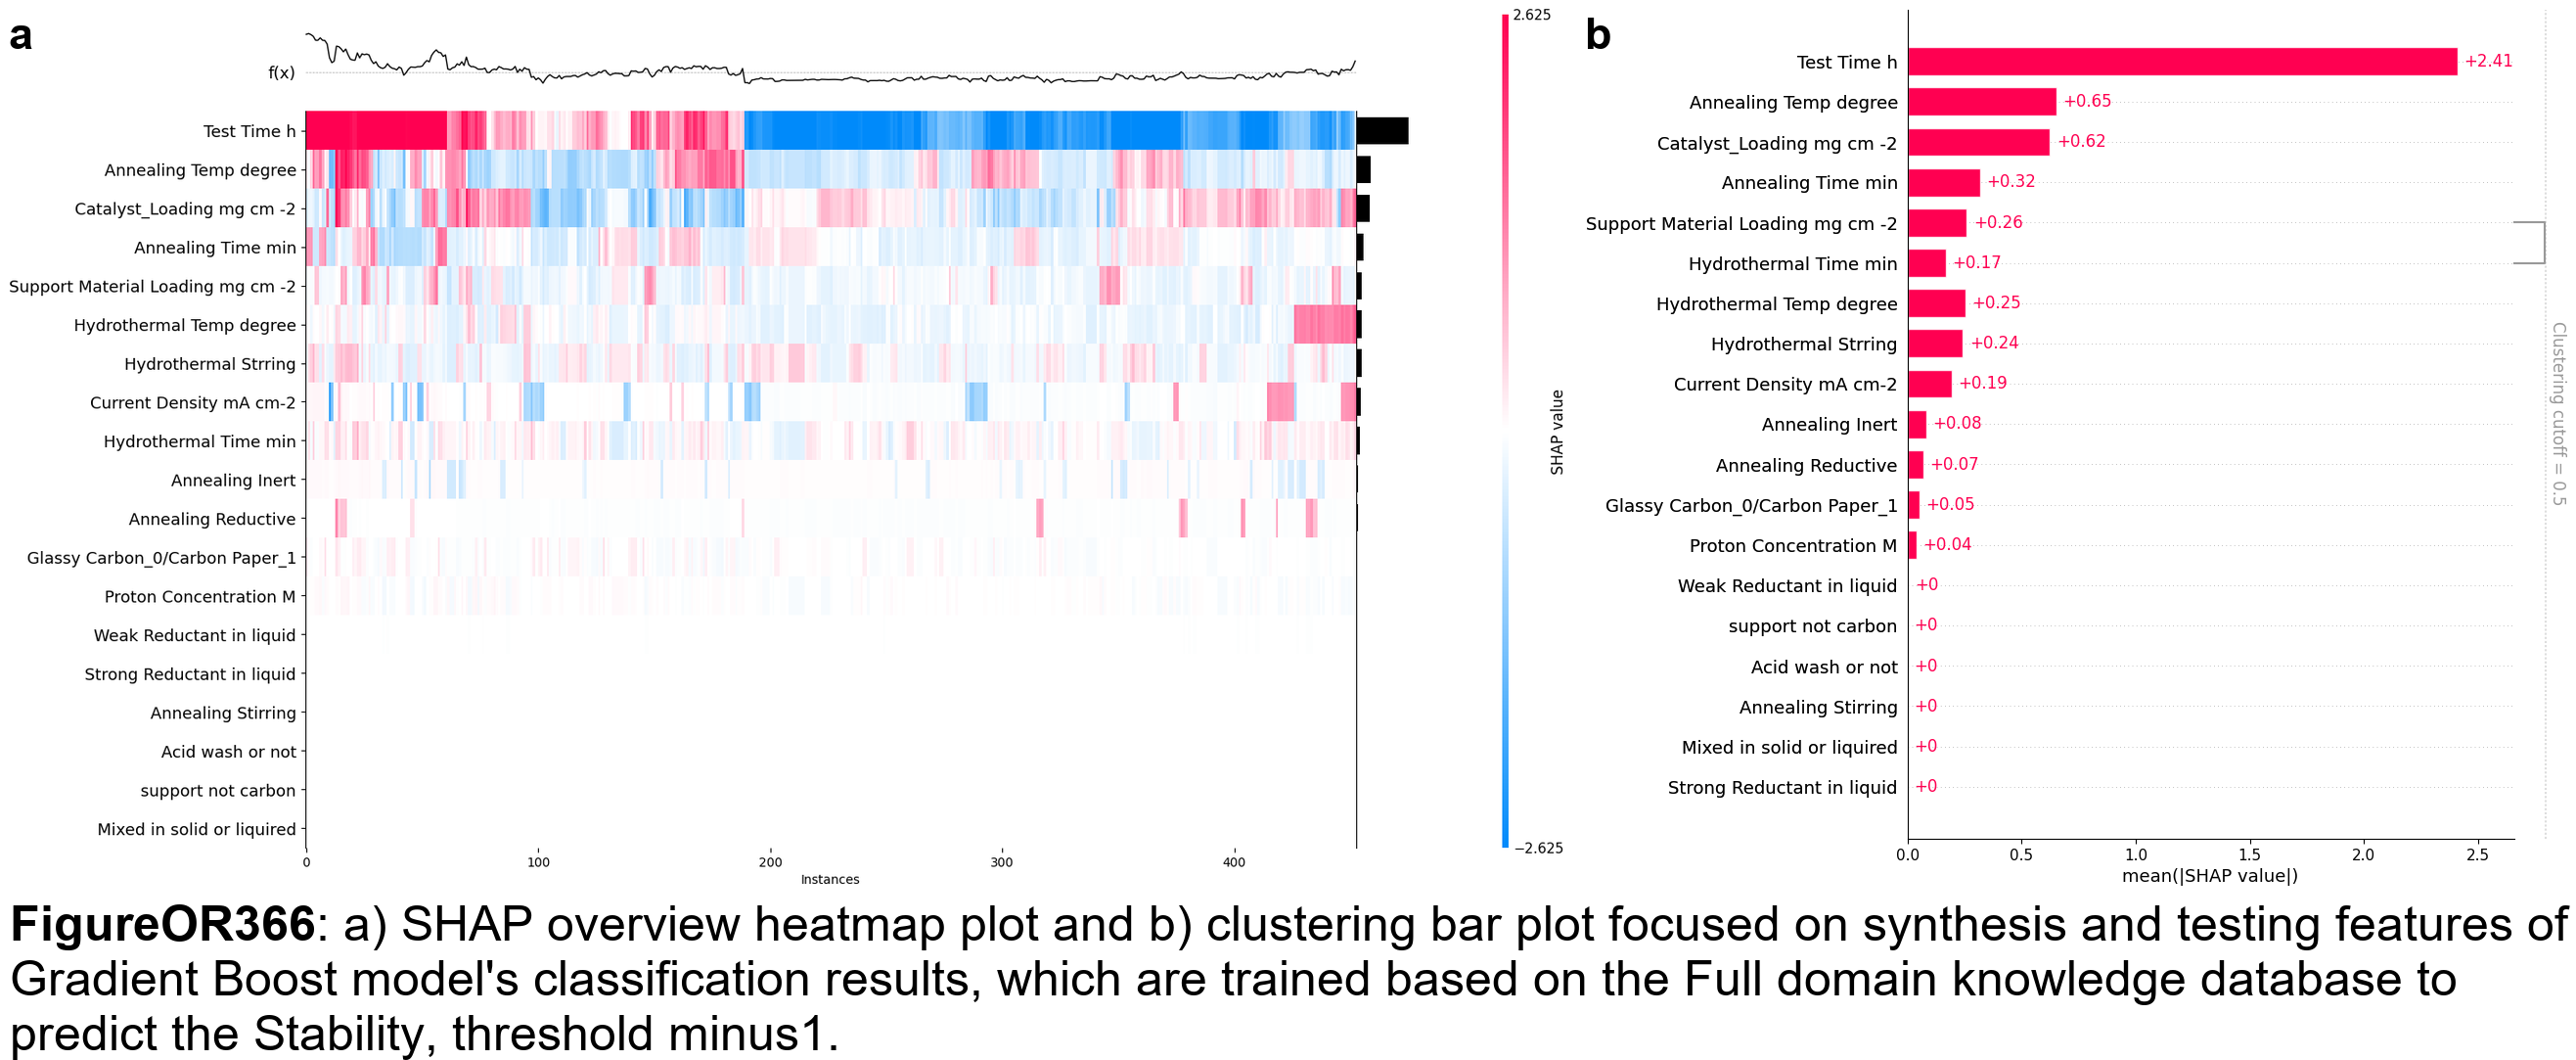 a
f(x)
Test Time h
Annealing Temp degree
Catalyst_Loading mg cm -2
Annealing Time min
Support Material Loading mg cm -2
Hydrothermal Temp degree
Hydrothermal Strring
Current Density mA cm-2
Hydrothermal Time min
Annealing Inert
Annealing Reductive
Glassy Carbon_0/Carbon Paper_1
Proton Concentration M
Weak Reductant in liquid
Strong Reductant in liquid
Annealing Stirring
Acid wash or not
support not carbon
Mixed in solid or liquired
0 100 200 300 400
Instances
2.625
SHAP value
−2.625
b
Test Time h +2.41
Annealing Temp degree +0.65
Catalyst_Loading mg cm -2 +0.62
Annealing Time min +0.32
Support Material Loading mg cm -2 +0.26
Hydrothermal Time min +0.17
Hydrothermal Temp degree +0.25
Hydrothermal Strring +0.24
Current Density mA cm-2 +0.19
Annealing Inert +0.08
Annealing Reductive +0.07
Glassy Carbon_0/Carbon Paper_1 +0.05
Proton Concentration M +0.04
Weak Reductant in liquid +0
support not carbon +0
Acid wash or not +0
Annealing Stirring +0
Mixed in solid or liquired +0
Strong Reductant in liquid +0
0.0 0.5 1.0 1.5 2.0 2.5
mean(|SHAP value|)
Clustering cutoff = 0.5
FigureOR366: a) SHAP overview heatmap plot and b) clustering bar plot focused on synthesis and testing features of
Gradient Boost model's classification results, which are trained based on the Full domain knowledge database to
predict the Stability, threshold minus1.